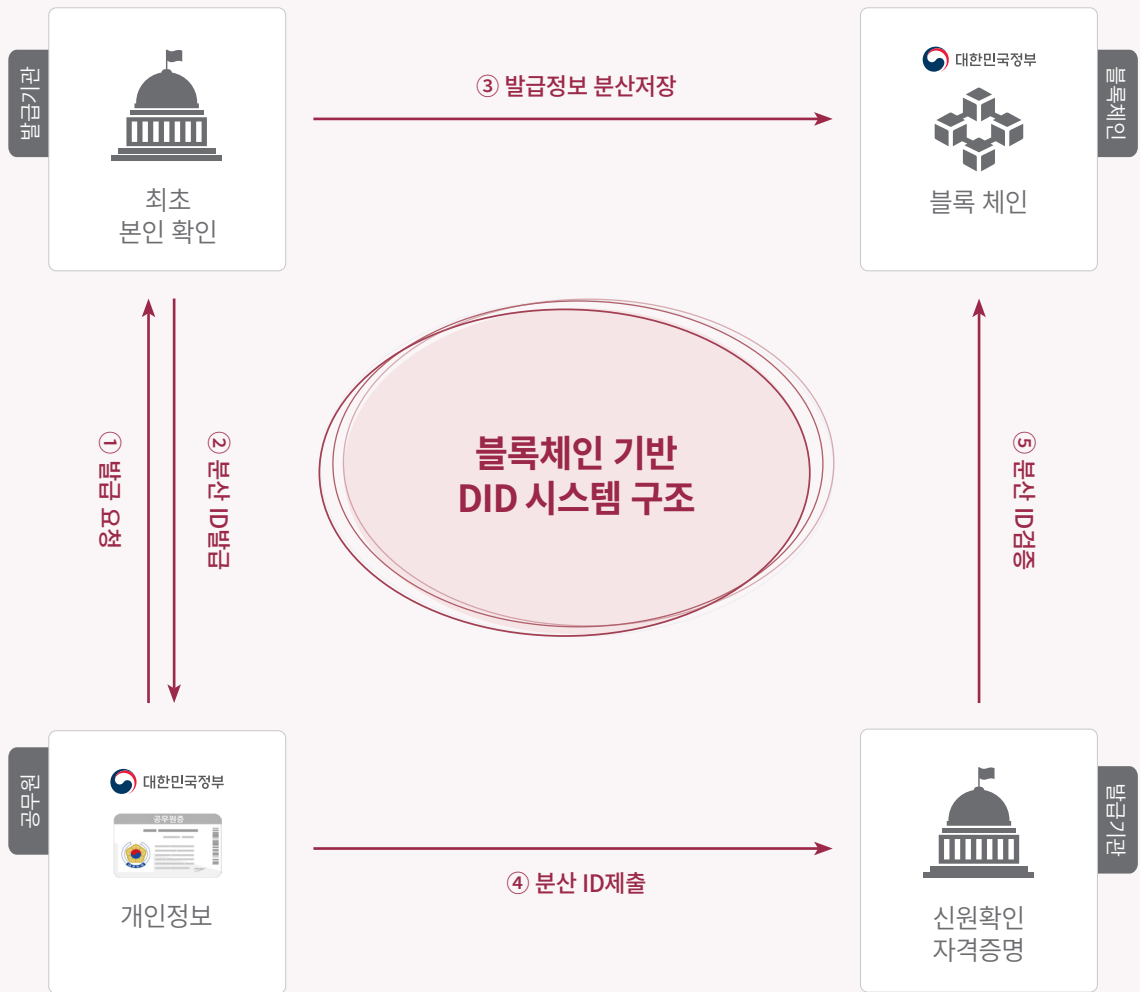 발급기관
최초
본인 확인
③ 발급정보 분산저장
대한민국정부
블록 체인
블록체인
① 발급 요청
② 분산 ID발급
블록체인 기반
DID 시스템 구조
⑤ 분산 ID검증
공무원
대한민국정부
공무원증
개인정보
④ 분산 ID제출
신원확인
자격증명
발급기관